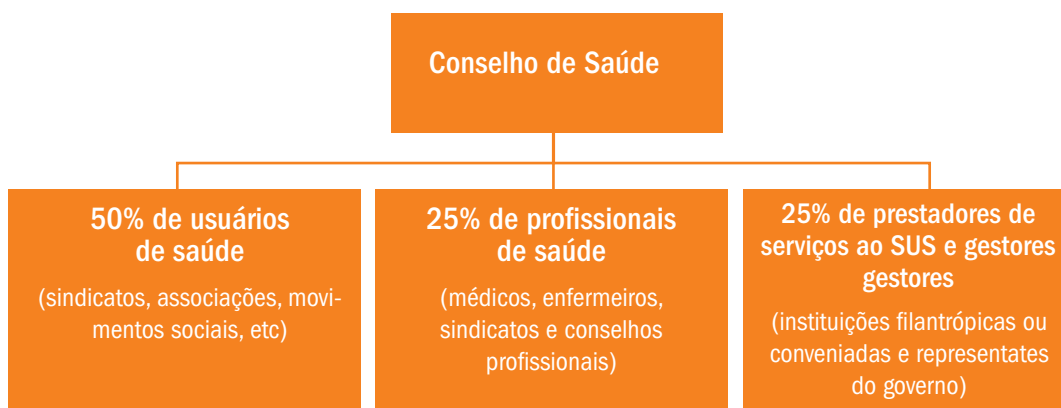 Conselho de Saúde
50% de usuários
de saúde
(sindicatos, associações, movi-
mentos sociais, etc)
25% de profissionais
de saúde
(médicos, enfermeiros,
sindicatos e conselhos
profissionais)
25% de prestadores de
serviços ao SUS e gestores
gestores
(instituições filantrópicas ou
conveniadas e representates
do governo)